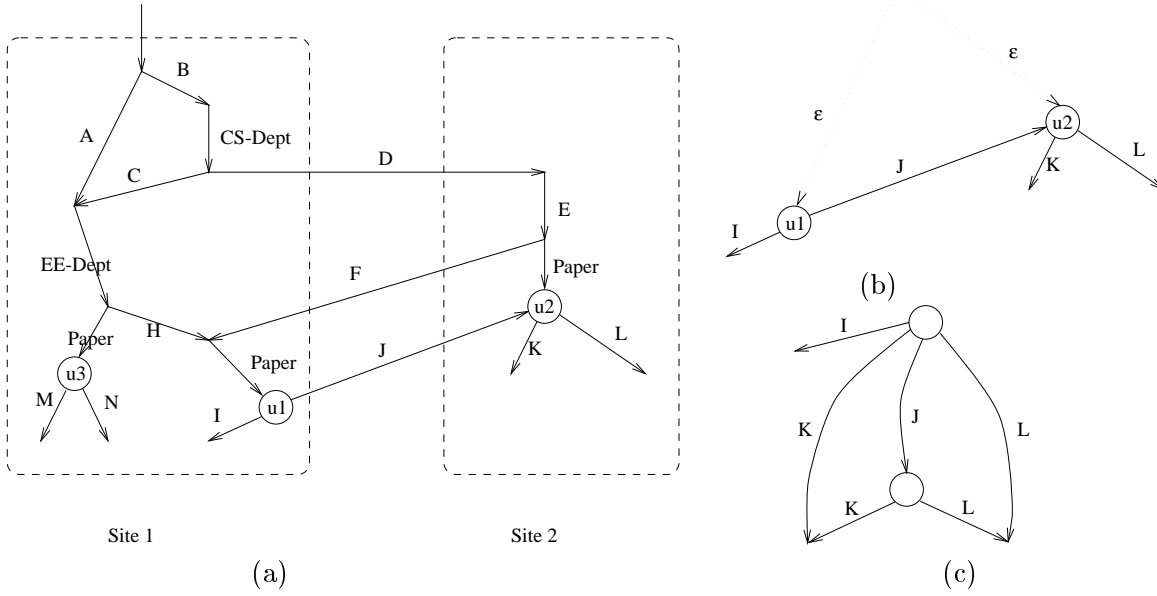 B
A
CS-Dept
C
D
E
EE-Dept
F
Paper
u2
H
Paper
Paper
J
K
L
u3
M
N
I
u1
Site 1
Site 2
(a)
ε
ε
u2
K
L
J
u1
I
(b)
I
K
J
L
K
L
(c)